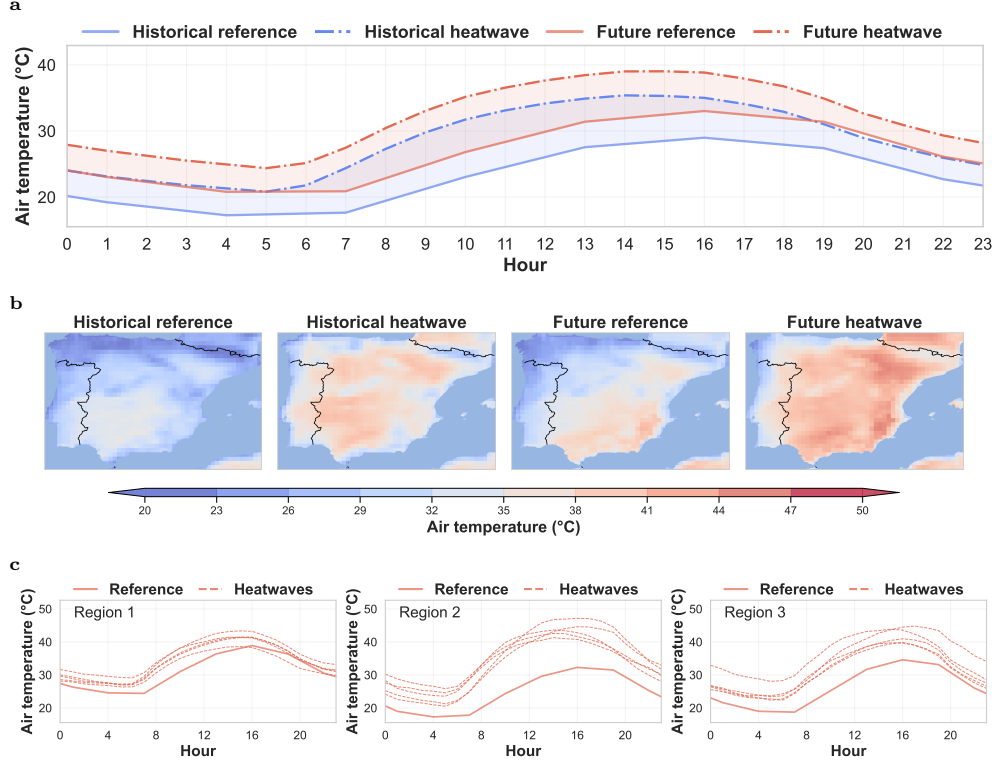 a
Historical reference Historical heatwave Future reference Future heatwave
Air temperature (°C)
40
30
20
0 1 2 3 4 5 6 7 8 9 10 11 12 13 14 15 16 17 18 19 20 21 22 23
Hour
b
Historical reference Historical heatwave Future reference Future heatwave
20 23 26 29 32 35 38 41 44 47 50
Air temperature (°C)
c
Reference Heatwaves
Region 1
Air temperature (°C)
50
40
30
20
0 4 8 12 16 20
Hour
Reference Heatwaves
Region 2
Air temperature (°C)
50
40
30
20
0 4 8 12 16 20
Hour
Reference Heatwaves
Region 3
Air temperature (°C)
50
40
30
20
0 4 8 12 16 20
Hour